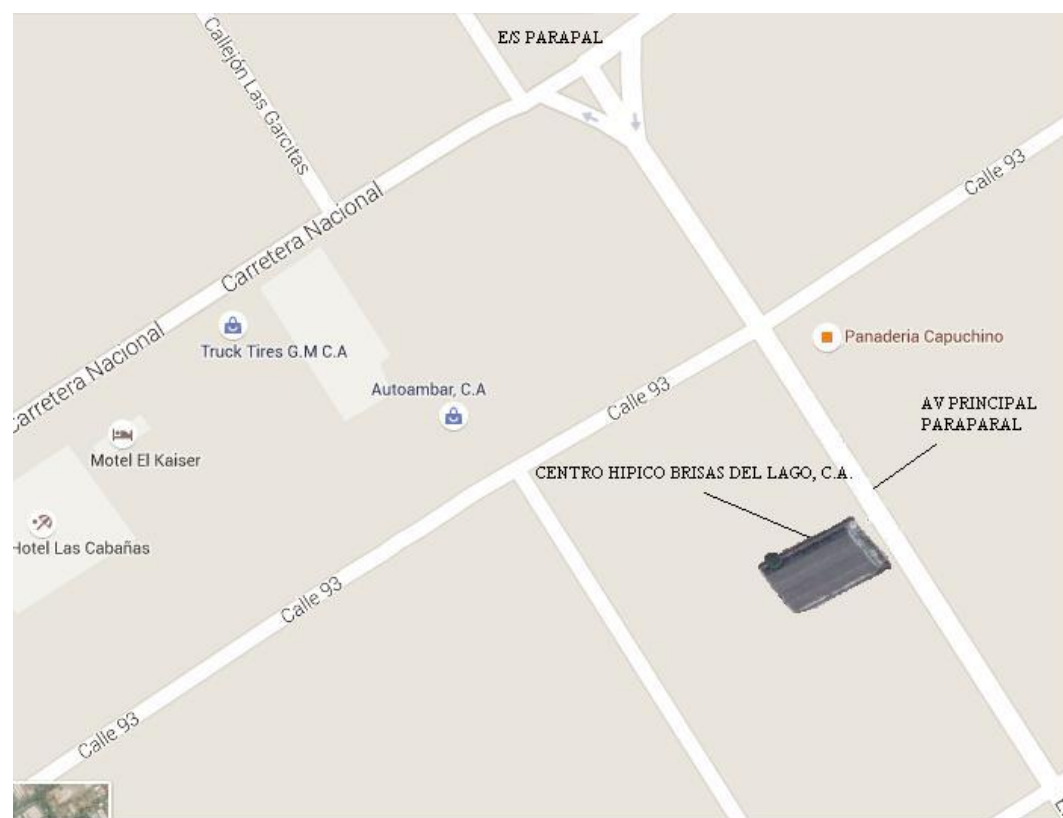 E/S PARAPAL
Callejón Las Garcitas
Calle 93
Carretera Nacional
Truck Tires G.M C.A
Panaderia Capuchino
Carretera Nacional
Autoambar, C.A
Calle 93
AV PRINCIPAL
PARAPARAL
Motel El Kaiser
CENTRO HIPICO BRISAS DEL LAGO, C.A.
Hotel Las Cabañas
Calle 93
Calle 93